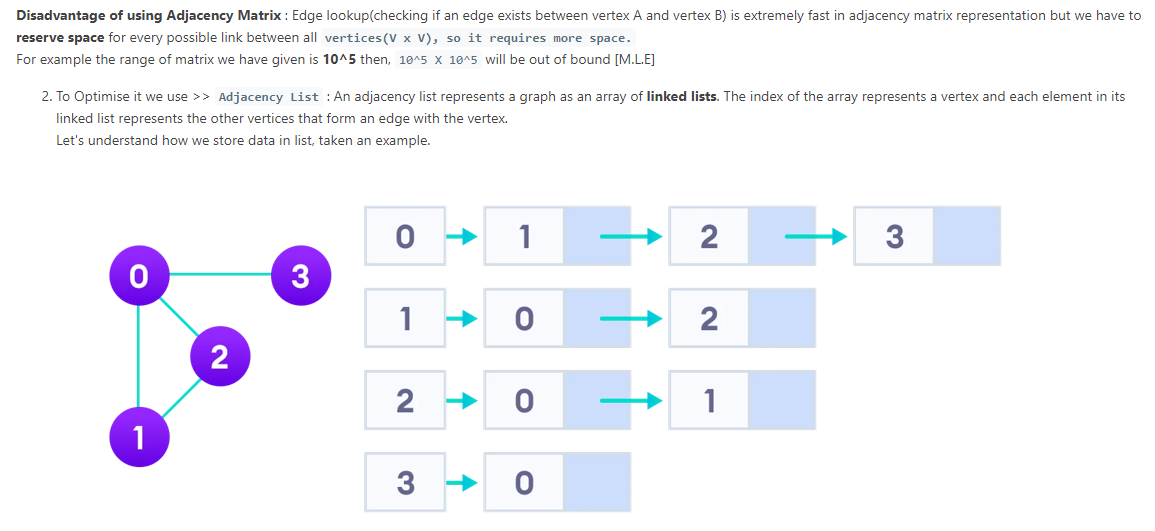 Disadvantage of using Adjacency Matrix : Edge lookup(checking if an edge exists between vertex A and vertex B) is extremely fast in adjacency matrix representation but we have to
reserve space for every possible link between all vertices(V x V), so it requires more space.
For example the range of matrix we have given is 10^5 then, 10^5 X 10^5 will be out of bound [M.L.E]
2. To Optimise it we use >> Adjacency List : An adjacency list represents a graph as an array of linked lists. The index of the array represents a vertex and each element in its
linked list represents the other vertices that form an edge with the vertex.
Let's understand how we store data in list, taken an example.
0 3
2
1
0 1 2 3
1 0 2
2 0 1
3 0